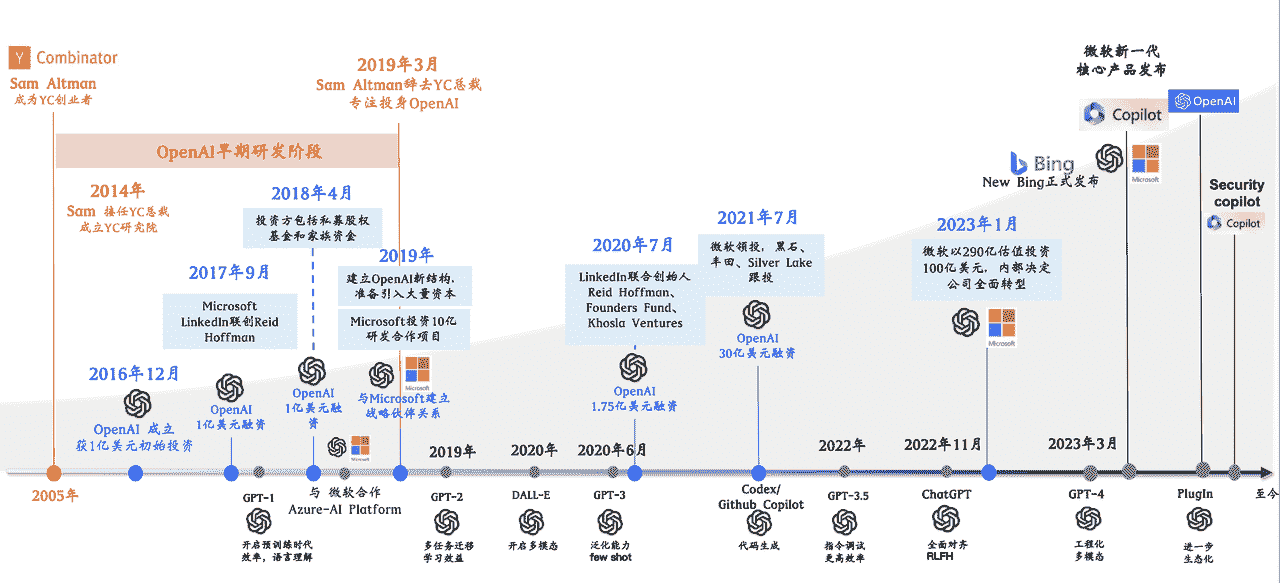 Y Combinator
Sam Altman
成为YC创业者
2019年3月
Sam Altman辞去YC总裁
专注投身OpenAI
微软新一代
核心产品发布
Copilot
OpenAI
OpenAI早期研发阶段
Bing
New Bing正式发布
Microsoft
Security
copilot
Copilot
2014年
Sam 接任YC总裁
成立YC研究院
2018年4月
投资方包括私募股权
基金和家族资金
2017年9月
Microsoft
LinkedIn联创Reid
Hoffman
2019年
建立OpenAI新结构,
准备引入大量资本
Microsoft投资10亿
研发合作项目
2020年7月
LinkedIn联合创始人
Reid Hoffman、
Founders Fund、
Khosla Ventures
2021年7月
微软领投, 黑石、
丰田、Silver Lake
跟投
2023年1月
微软以290亿估值投资
100亿美元, 内部决定
公司全面转型
Microsoft
2016年12月
OpenAI 成立
获1亿美元初始投资
OpenAI
1亿美元融资
OpenAI
1亿美元融
资
Microsoft
与Microsoft建立
战略伙伴关系
OpenAI
1.75亿美元融资
OpenAI
30亿美元融资
2019年
2020年
2020年6月
2022年
2022年11月
2023年3月
2005年
GPT-1
开启预训练时代
效率, 语言理解
与 微软合作
Azure-AI Platform
GPT-2
多任务迁移
学习效益
DALL-E
开启多模态
GPT-3
泛化能力
few shot
Codex/
Github Copilot
代码生成
GPT-3.5
指令调试
更高效率
ChatGPT
全面对齐
RLFH
GPT-4
工程化
多模态
PlugIn
进一步
生态化
至今